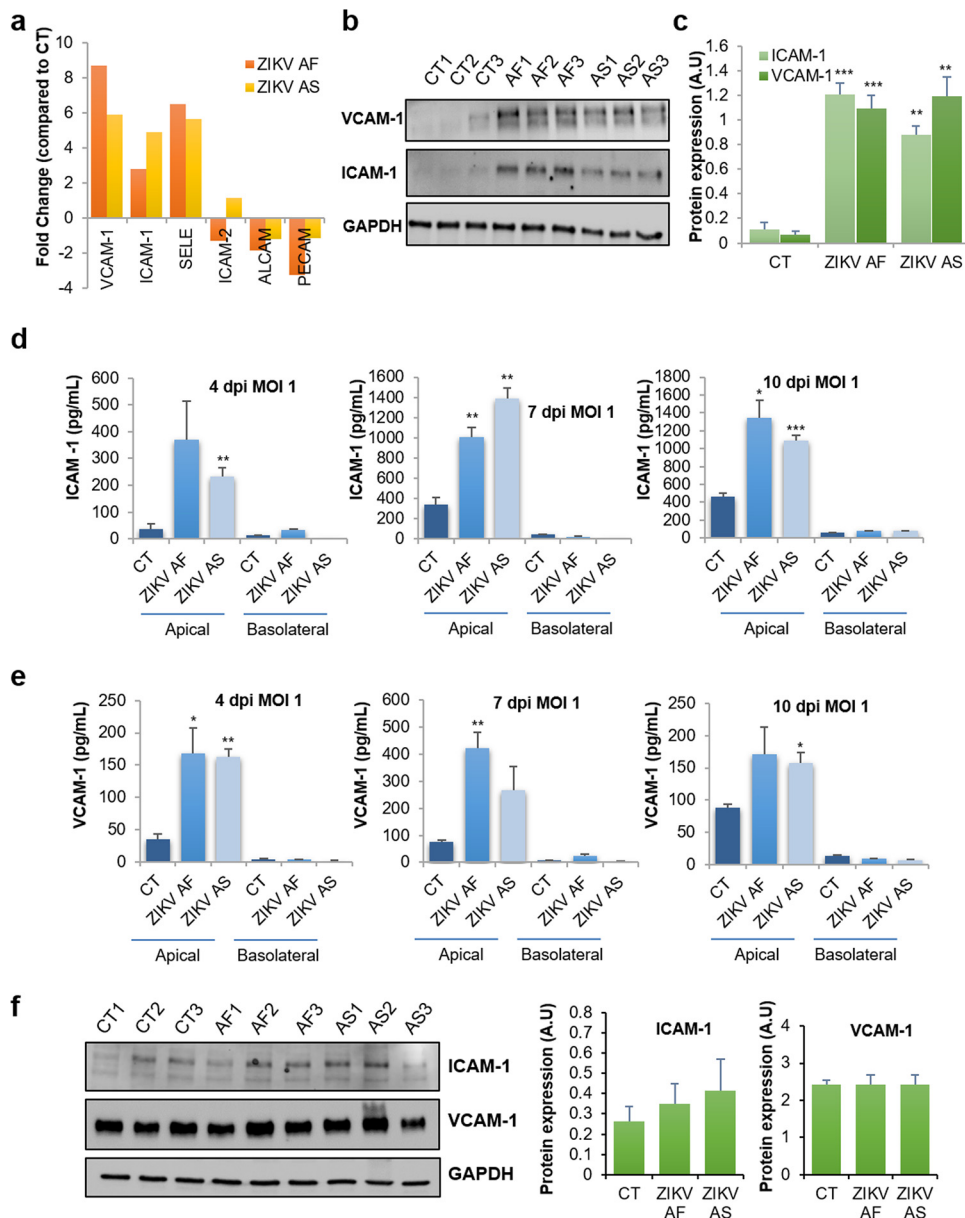 a
Fold Change (compared to CT)
10
8
6
4
2
0
-2
-4
ZIKV AF
ZIKV AS
VCAM-1
ICAM-1
SELE
ICAM-2
ALCAM
PECAM
b
CT1 CT2 CT3 AF1 AF2 AF3 AS1 AS2 AS3
VCAM-1
ICAM-1
GAPDH
c
Protein expression (A.U)
1.6
1.4
1.2
1
0.8
0.6
0.4
0.2
0
ICAM-1
VCAM-1
*** *** ** **
CT ZIKV AF ZIKV AS
d
4 dpi MOI 1
ICAM -1 (pg/mL)
600
500
400
300
200
100
0
**
CT ZIKV AF ZIKV AS CT ZIKV AF ZIKV AS
Apical Basolateral
7 dpi MOI 1
ICAM-1 (pg/mL)
1600
1400
1200
1000
800
600
400
200
0
** **
CT ZIKV AF ZIKV AS CT ZIKV AF ZIKV AS
Apical Basolateral
10 dpi MOI 1
ICAM-1 (pg/mL)
1800
1600
1400
1200
1000
800
600
400
200
0
* ***
CT ZIKV AF ZIKV AS CT ZIKV AF ZIKV AS
Apical Basolateral
e
4 dpi MOI 1
VCAM-1 (pg/mL)
250
200
150
100
50
0
* **
CT ZIKV AF ZIKV AS CT ZIKV AF ZIKV AS
Apical Basolateral
7 dpi MOI 1
VCAM-1 (pg/mL)
600
500
400
300
200
100
0
**
CT ZIKV AF ZIKV AS CT ZIKV AF ZIKV AS
Apical Basolateral
10 dpi MOI 1
VCAM-1 (pg/mL)
250
200
150
100
50
0
*
CT ZIKV AF ZIKV AS CT ZIKV AF ZIKV AS
Apical Basolateral
f
CT1 CT2 CT3 AF1 AF2 AF3 AS1 AS2 AS3
ICAM-1
VCAM-1
GAPDH
ICAM-1
Protein expression (A.U)
0.8
0.7
0.6
0.5
0.4
0.3
0.2
0.1
0
CT ZIKV AF ZIKV AS
VCAM-1
Protein expression (A.U)
4
2
0
CT ZIKV AF ZIKV AS